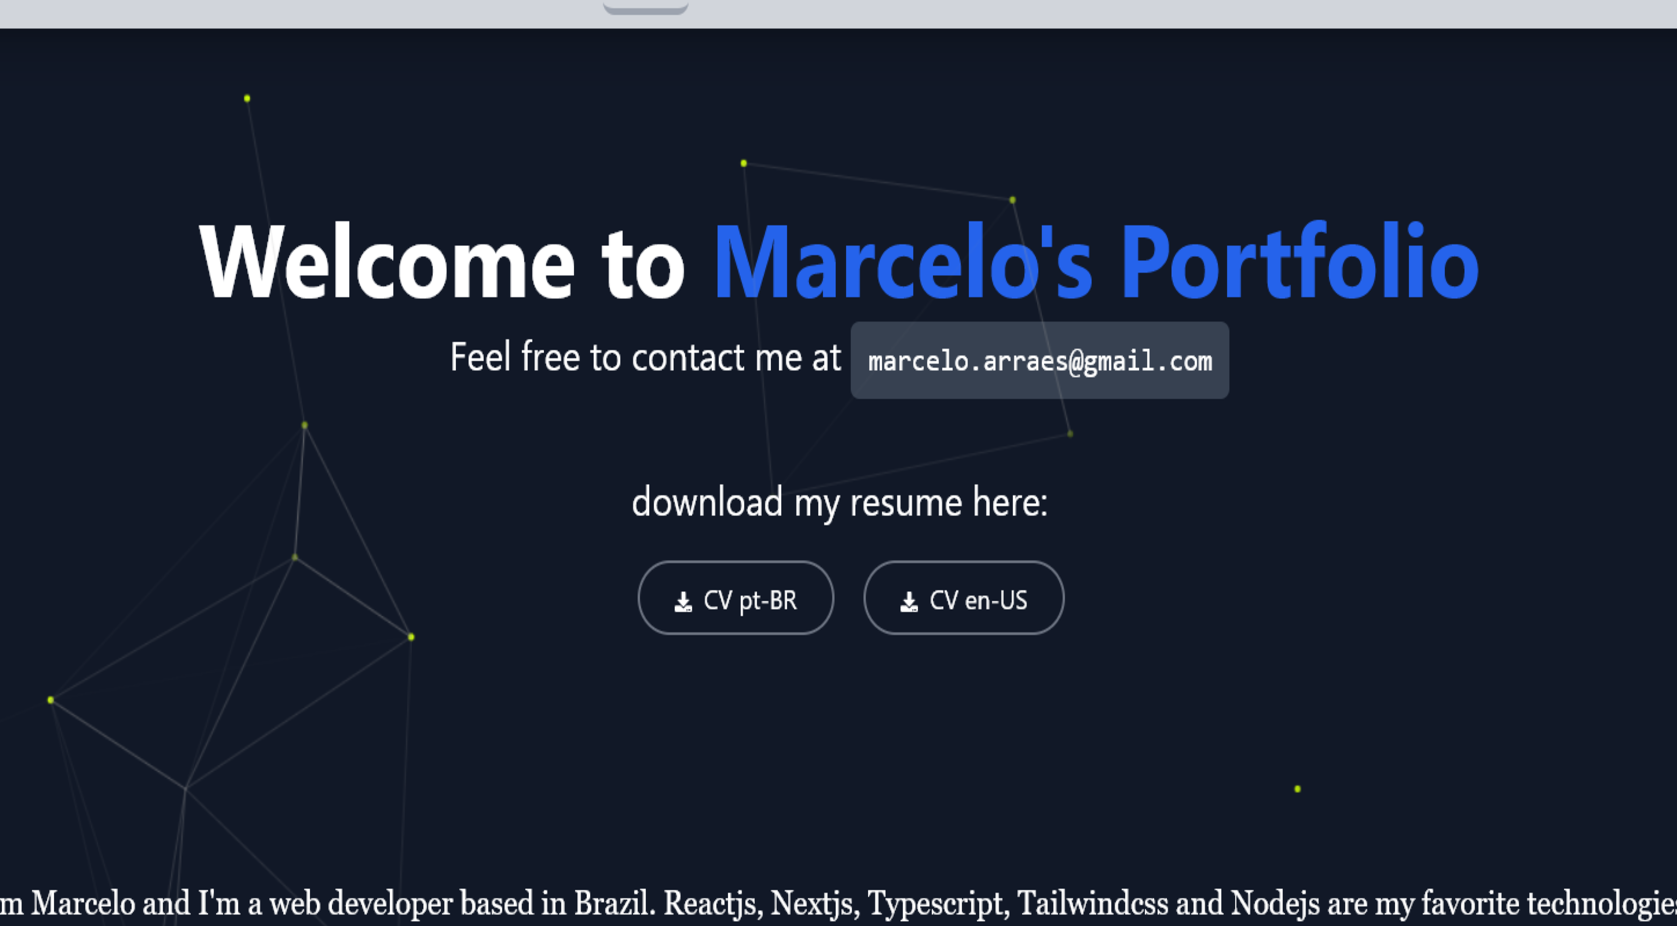 Welcome to Marcelo's Portfolio
Feel free to contact me at marcelo.arraes@gmail.com
download my resume here:
CV pt-BR CV en-US
m Marcelo and I'm a web developer based in Brazil. Reactjs, Nextjs, Typescript, Tailwindcss and Nodejs are my favorite technologies